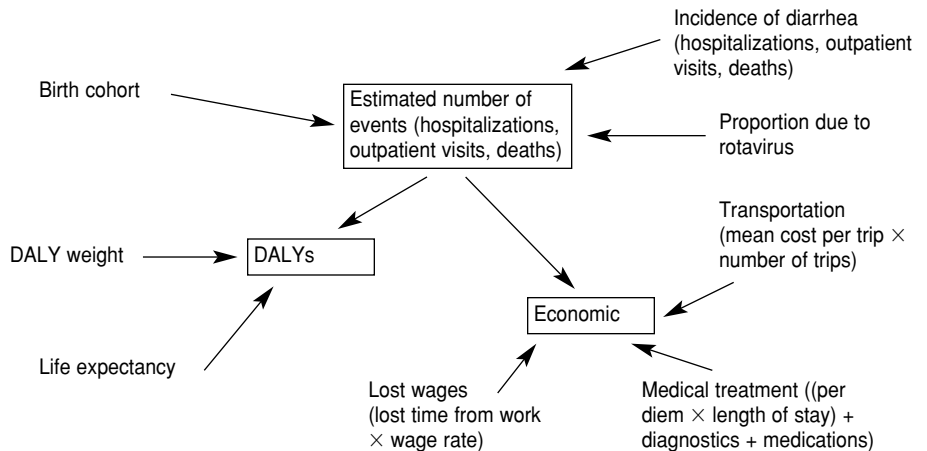 Incidence of diarrhea
(hospitalizations, outpatient
visits, deaths)
Birth cohort
Estimated number of
events (hospitalizations,
outpatient visits, deaths)
Proportion due to
rotavirus
Transportation
(mean cost per trip ×
number of trips)
DALY weight
DALYs
Economic
Life expectancy
Lost wages
(lost time from work
× wage rate)
Medical treatment ((per
diem × length of stay) +
diagnostics + medications)